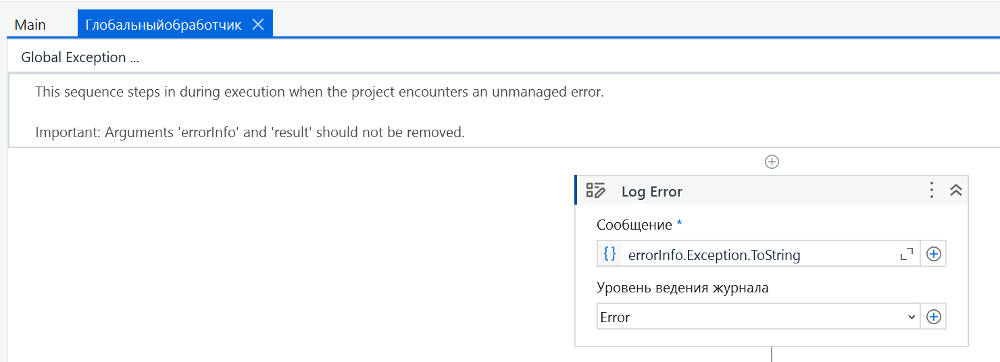 Main
Глобальныйобработчик
Global Exception ...
This sequence steps in during execution when the project encounters an unmanaged error.
Important: Arguments 'errorInfo' and 'result' should not be removed.
Log Error
Сообщение *
{} errorInfo.Exception.ToString
Уровень ведения журнала
Error